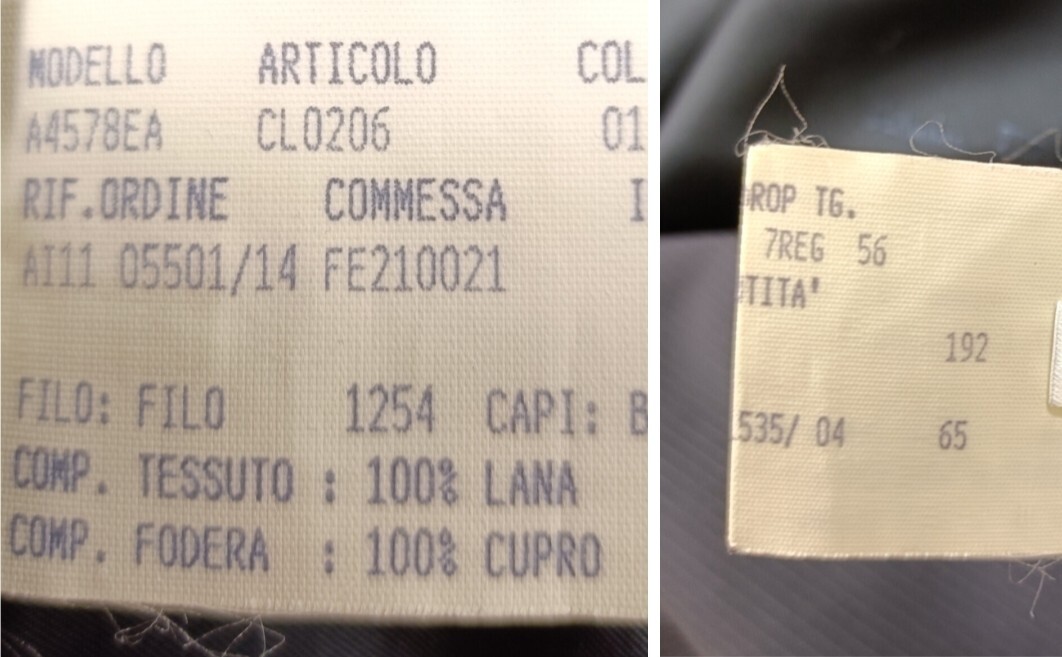 MODELLO ARTICOLO COL
A4578EA CL0206 01
RIF.ORDINE COMMESSA I
AI11 05501/14 FE210021
FILO: FILO 1254 CAPI: B
COMP. TESSUTO : 100% LANA
COMP. FODERA : 100% CUPRO
ROP TG.
7REG 56
TITA'
192
535/ 04 65